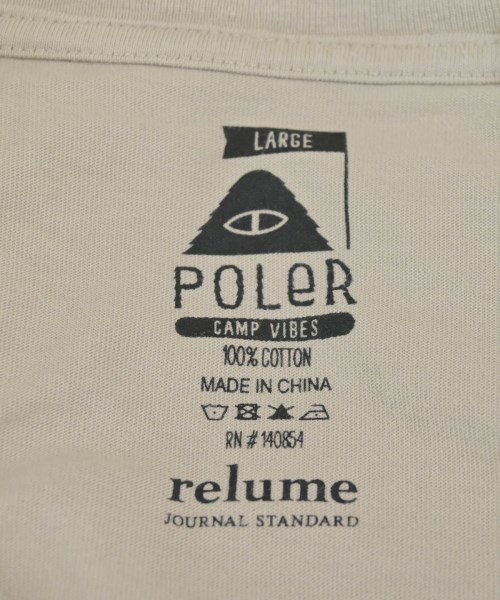 LARGE
POLeR
CAMP VIBES
100% COTTON
MADE IN CHINA
RN # 140854
relume
JOURNAL STANDARD